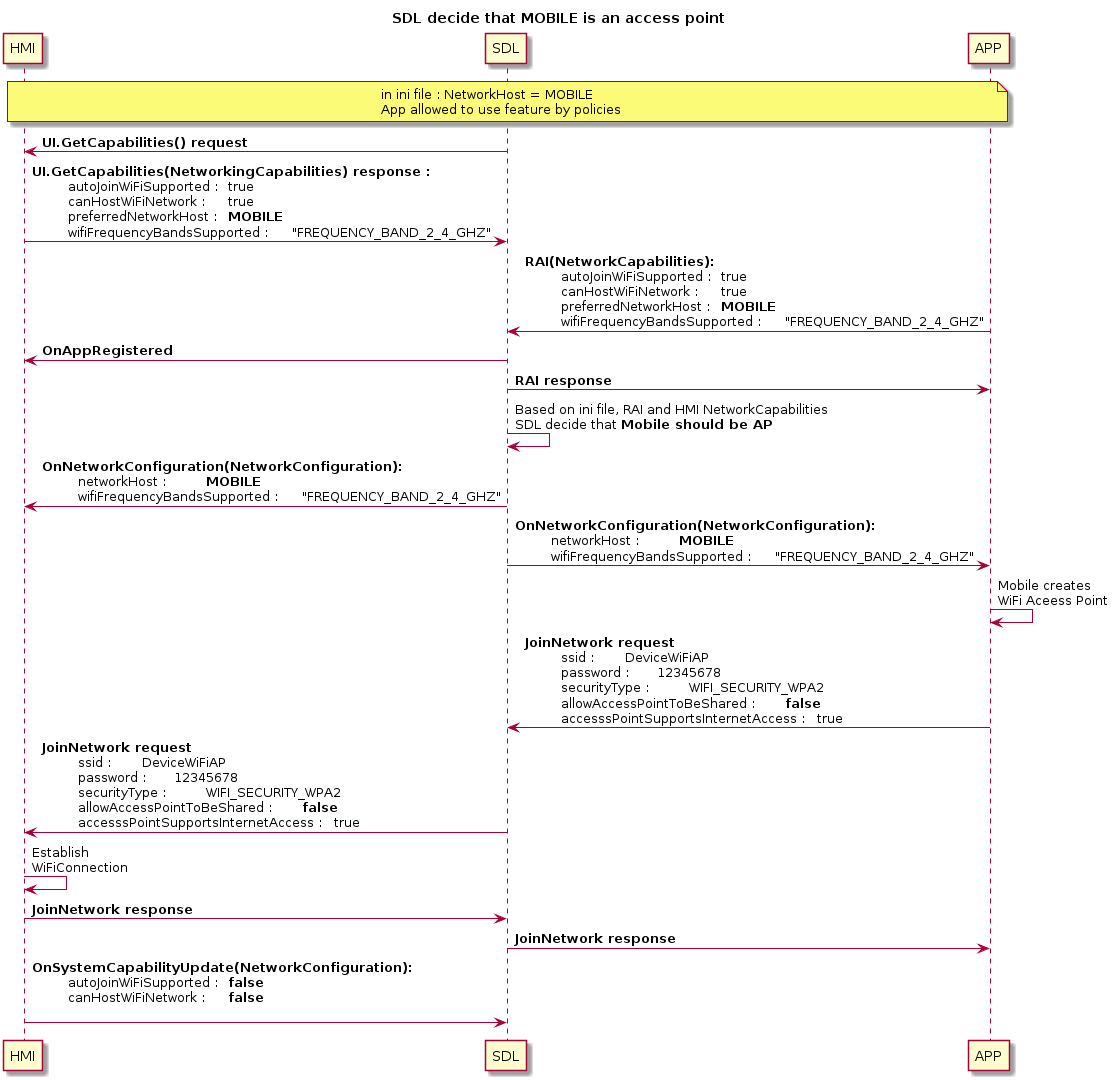 SDL decide that MOBILE is an access point
HMI SDL APP
in ini file : NetworkHost = MOBILE
App allowed to use feature by policies
UI.GetCapabilities() request
UI.GetCapabilities(NetworkingCapabilities) response :
autoJoinWiFiSupported : true
canHostWiFiNetwork : true
preferredNetworkHost : MOBILE
wifiFrequencyBandsSupported : "FREQUENCY_BAND_2_4_GHZ"
RAI(NetworkCapabilities):
autoJoinWiFiSupported : true
canHostWiFiNetwork : true
preferredNetworkHost : MOBILE
wifiFrequencyBandsSupported : "FREQUENCY_BAND_2_4_GHZ"
OnAppRegistered
RAI response
Based on ini file, RAI and HMI NetworkCapabilities
SDL decide that Mobile should be AP
OnNetworkConfiguration(NetworkConfiguration):
networkHost : MOBILE
wifiFrequencyBandsSupported : "FREQUENCY_BAND_2_4_GHZ"
OnNetworkConfiguration(NetworkConfiguration):
networkHost : MOBILE
wifiFrequencyBandsSupported : "FREQUENCY_BAND_2_4_GHZ"
Mobile creates
WiFi Aceess Point
JoinNetwork request
ssid : DeviceWiFiAP
password : 12345678
securityType : WIFI_SECURITY_WPA2
allowAccessPointToBeShared : false
accesssPointSupportsInternetAccess : true
JoinNetwork request
ssid : DeviceWiFiAP
password : 12345678
securityType : WIFI_SECURITY_WPA2
allowAccessPointToBeShared : false
accesssPointSupportsInternetAccess : true
Establish
WiFiConnection
JoinNetwork response
JoinNetwork response
OnSystemCapabilityUpdate(NetworkConfiguration):
autoJoinWiFiSupported : false
canHostWiFiNetwork : false
HMI SDL APP